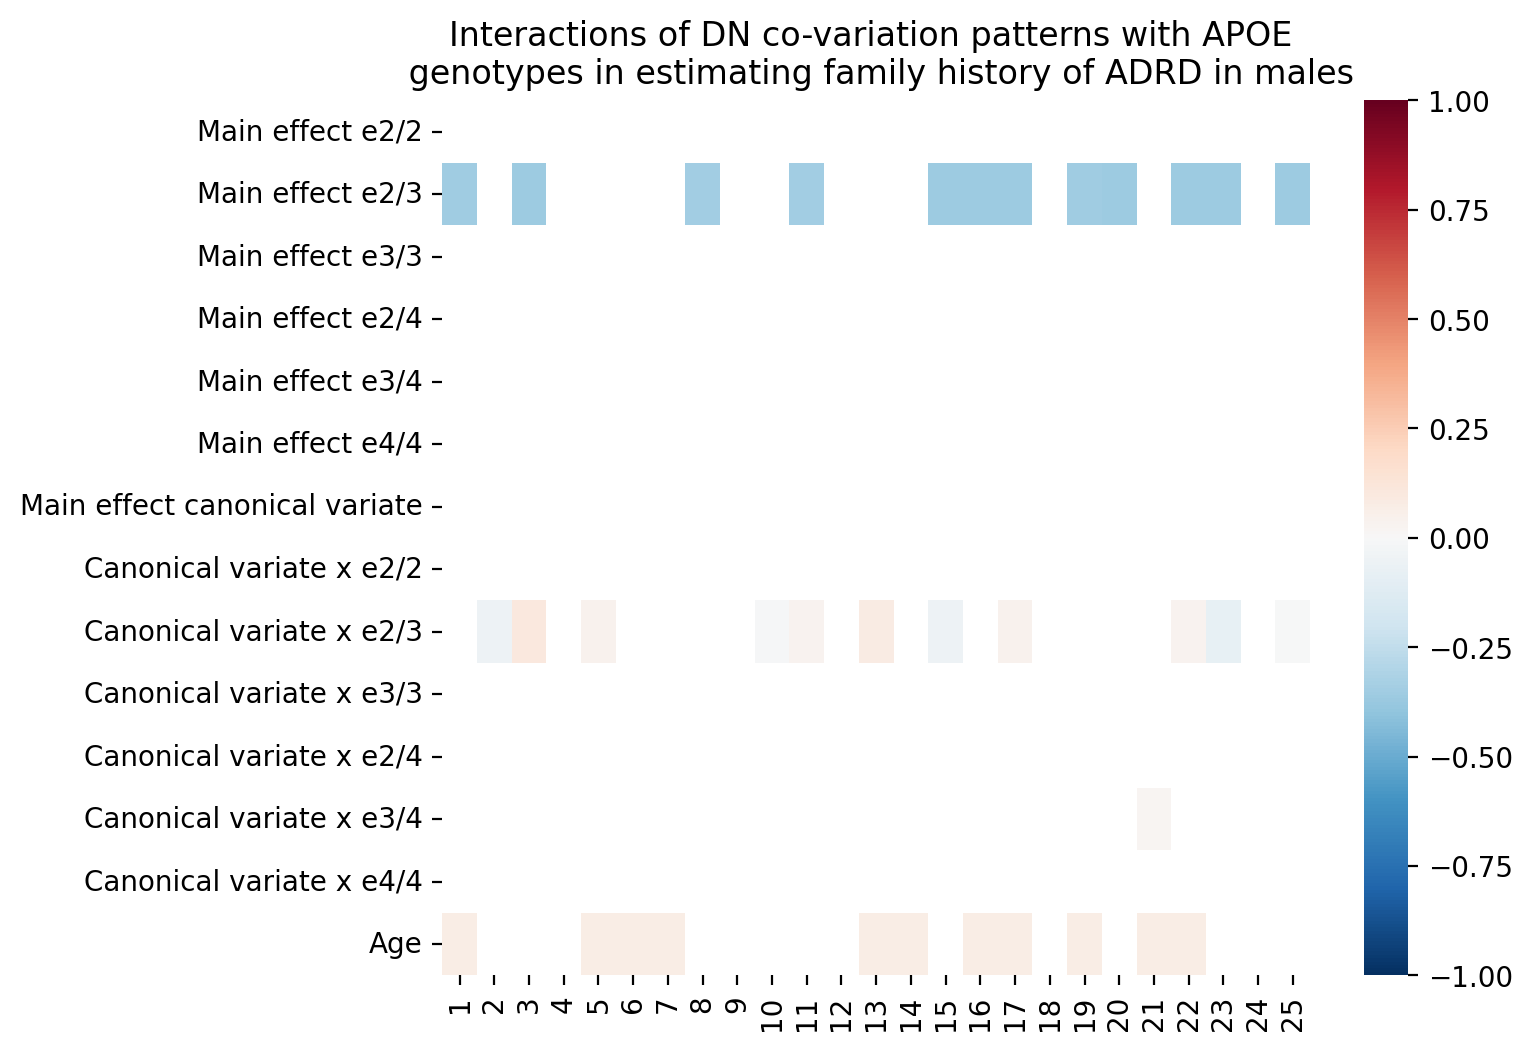 Interactions of DN co-variation patterns with APOE
genotypes in estimating family history of ADRD in males
Main effect e2/2
Main effect e2/3
Main effect e3/3
Main effect e2/4
Main effect e3/4
Main effect e4/4
Main effect canonical variate
Canonical variate x e2/2
Canonical variate x e2/3
Canonical variate x e3/3
Canonical variate x e2/4
Canonical variate x e3/4
Canonical variate x e4/4
Age
1 2 3 4 5 6 7 8 9 10 11 12 13 14 15 16 17 18 19 20 21 22 23 24 25
1.00
0.75
0.50
0.25
0.00
−0.25
−0.50
−0.75
−1.00